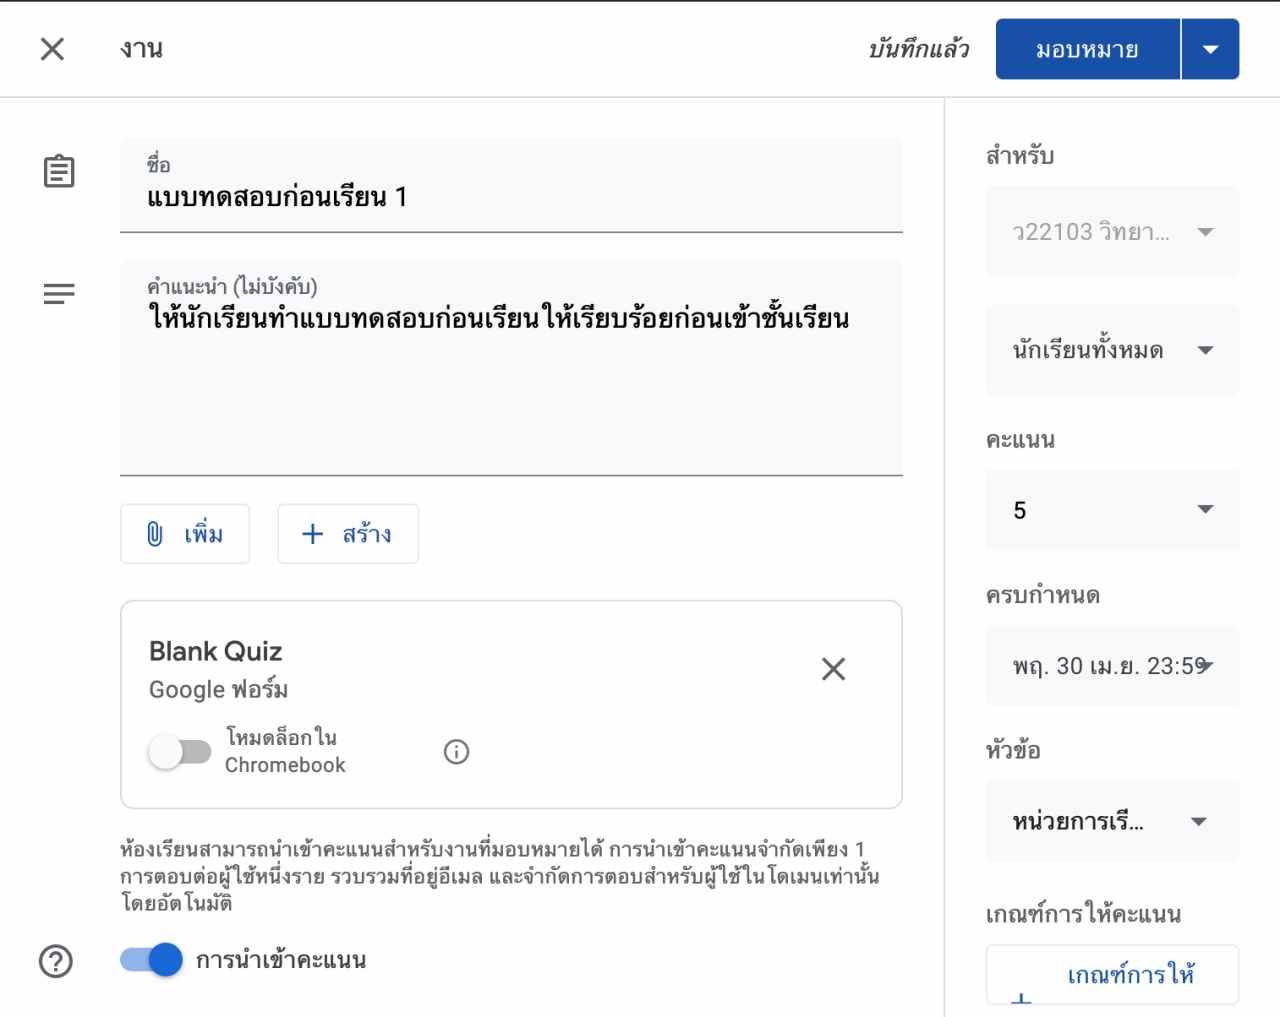 งาน
บันทึกแล้ว
มอบหมาย
ชื่อ
แบบทดสอบก่อนเรียน 1
คำแนะนำ (ไม่บังคับ)
ให้นักเรียนทำแบบทดสอบก่อนเรียนให้เรียบร้อยก่อนเข้าชั้นเรียน
เพิ่ม
สร้าง
Blank Quiz
Google ฟอร์ม
โหมดล็อกใน
Chromebook
ห้องเรียนสามารถนำเข้าคะแนนสำหรับงานที่มอบหมายได้ การนำเข้าคะแนนจำกัดเพียง 1
การตอบต่อผู้ใช้หนึ่งราย รวบรวมที่อยู่อีเมล และจำกัดการตอบสำหรับผู้ใช้ในโดเมนเท่านั้น
โดยอัตโนมัติ
การนำเข้าคะแนน
สำหรับ
ว22103 วิทยา...
นักเรียนทั้งหมด
คะแนน
5
ครบกำหนด
พฤ. 30 เม.ย. 23:59
หัวข้อ
หน่วยการเรี...
เกณฑ์การให้คะแนน
เกณฑ์การให้